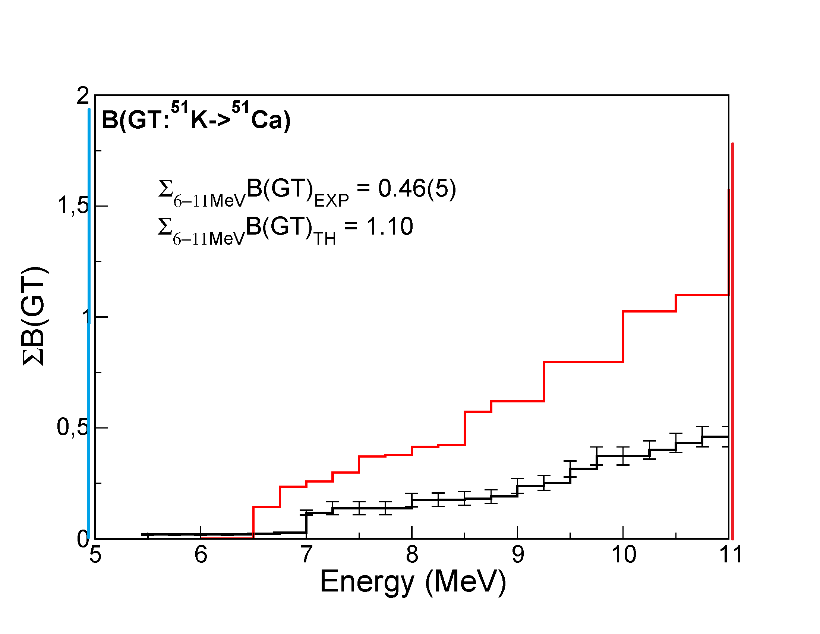 2
B(GT:⁵¹K->⁵¹Ca)
Σ₆₋₁₁MeVB(GT)EXP = 0.46(5)
Σ₆₋₁₁MeVB(GT)TH = 1.10
1,5
1
0,5
0
ΣB(GT)
5 6 7 8 9 10 11
Energy (MeV)